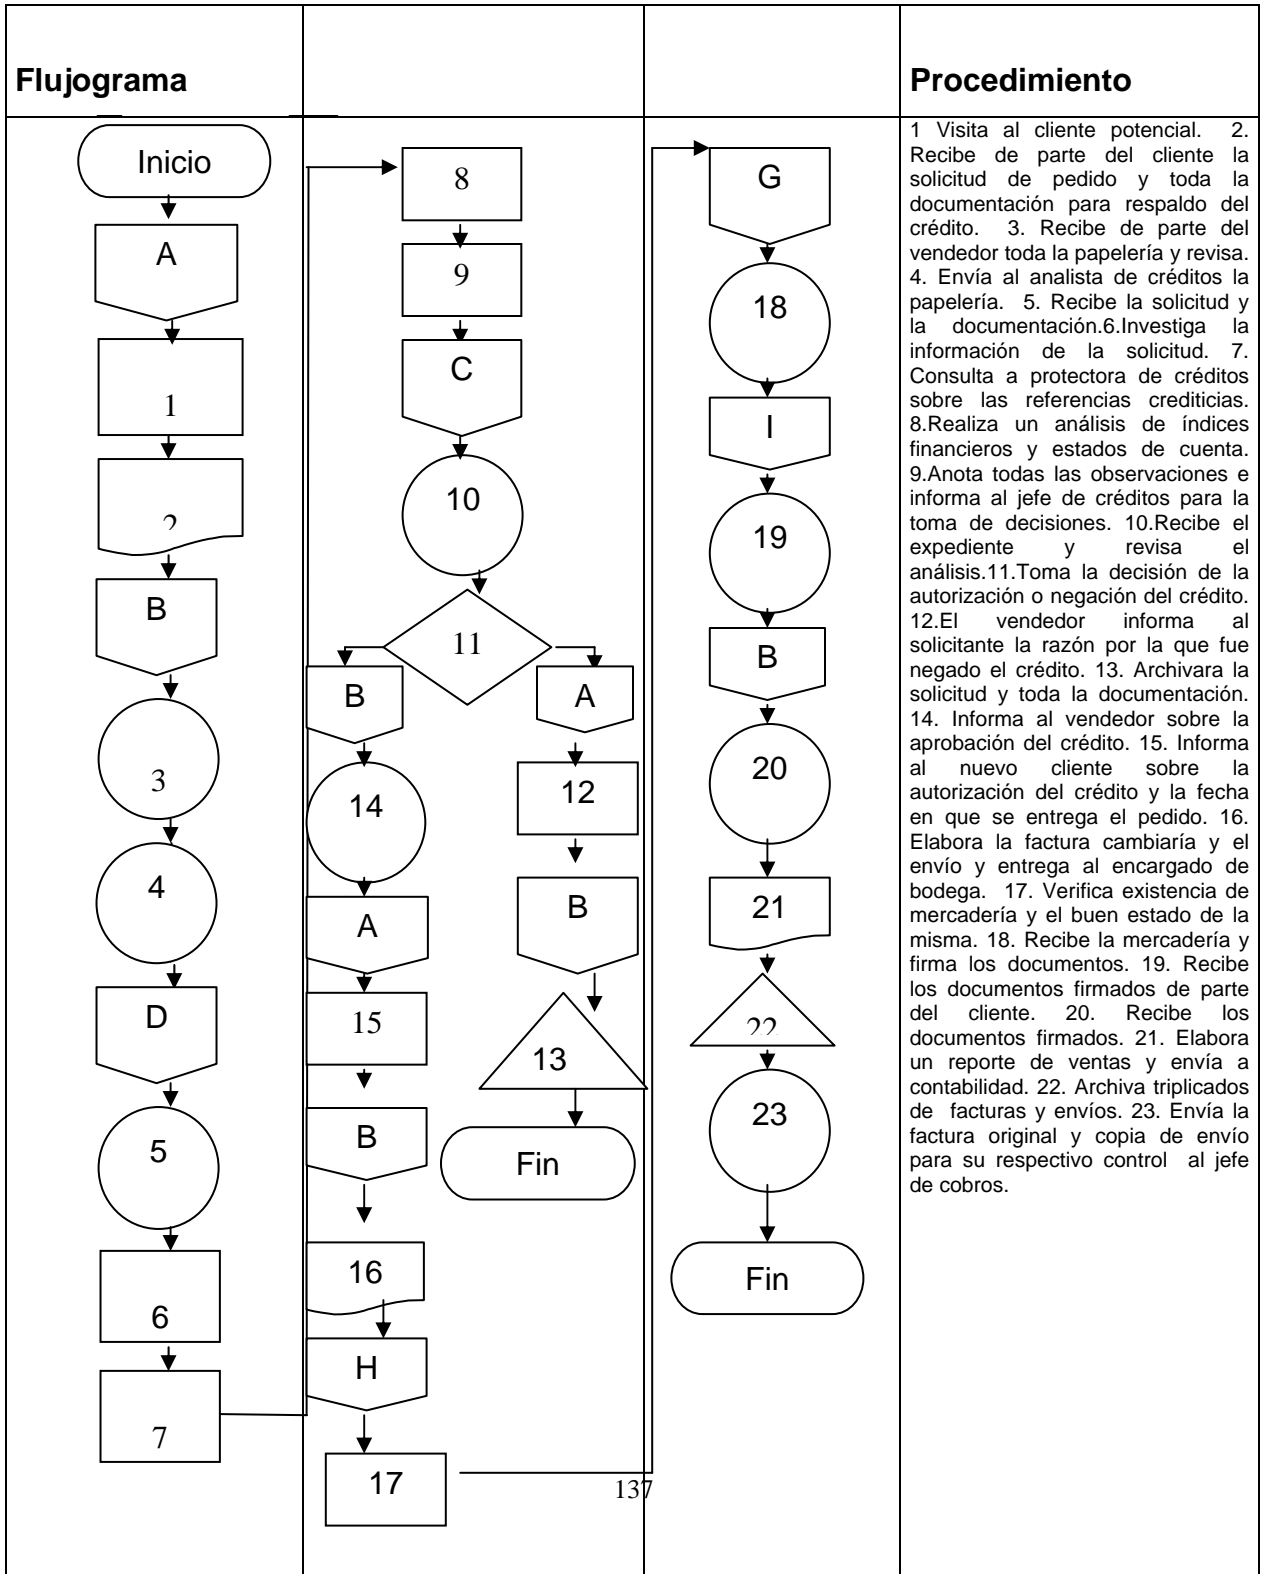 Flujograma
Procedimiento
Inicio
A
1
2
B
3
4
D
5
6
7
8
9
C
10
11
B
A
14
12
A
B
15
13
B
Fin
16
H
17
G
18
I
19
B
20
21
22
23
Fin
1 Visita al cliente potencial. 2.
Recibe de parte del cliente la
solicitud de pedido y toda la
documentación para respaldo del
crédito. 3. Recibe de parte del
vendedor toda la papelería y revisa.
4. Envía al analista de créditos la
papelería. 5. Recibe la solicitud y
la documentación.6.Investiga la
información de la solicitud. 7.
Consulta a protectora de créditos
sobre las referencias crediticias.
8.Realiza un análisis de índices
financieros y estados de cuenta.
9.Anota todas las observaciones e
informa al jefe de créditos para la
toma de decisiones. 10.Recibe el
expediente y revisa el
análisis.11.Toma la decisión de la
autorización o negación del crédito.
12.El vendedor informa al
solicitante la razón por la que fue
negado el crédito. 13. Archivara la
solicitud y toda la documentación.
14. Informa al vendedor sobre la
aprobación del crédito. 15. Informa
al nuevo cliente sobre la
autorización del crédito y la fecha
en que se entrega el pedido. 16.
Elabora la factura cambiaría y el
envío y entrega al encargado de
bodega. 17. Verifica existencia de
mercadería y el buen estado de la
misma. 18. Recibe la mercadería y
firma los documentos. 19. Recibe
los documentos firmados de parte
del cliente. 20. Recibe los
documentos firmados. 21. Elabora
un reporte de ventas y envía a
contabilidad. 22. Archiva triplicados
de facturas y envíos. 23. Envía la
factura original y copia de envío
para su respectivo control al jefe
de cobros.
137